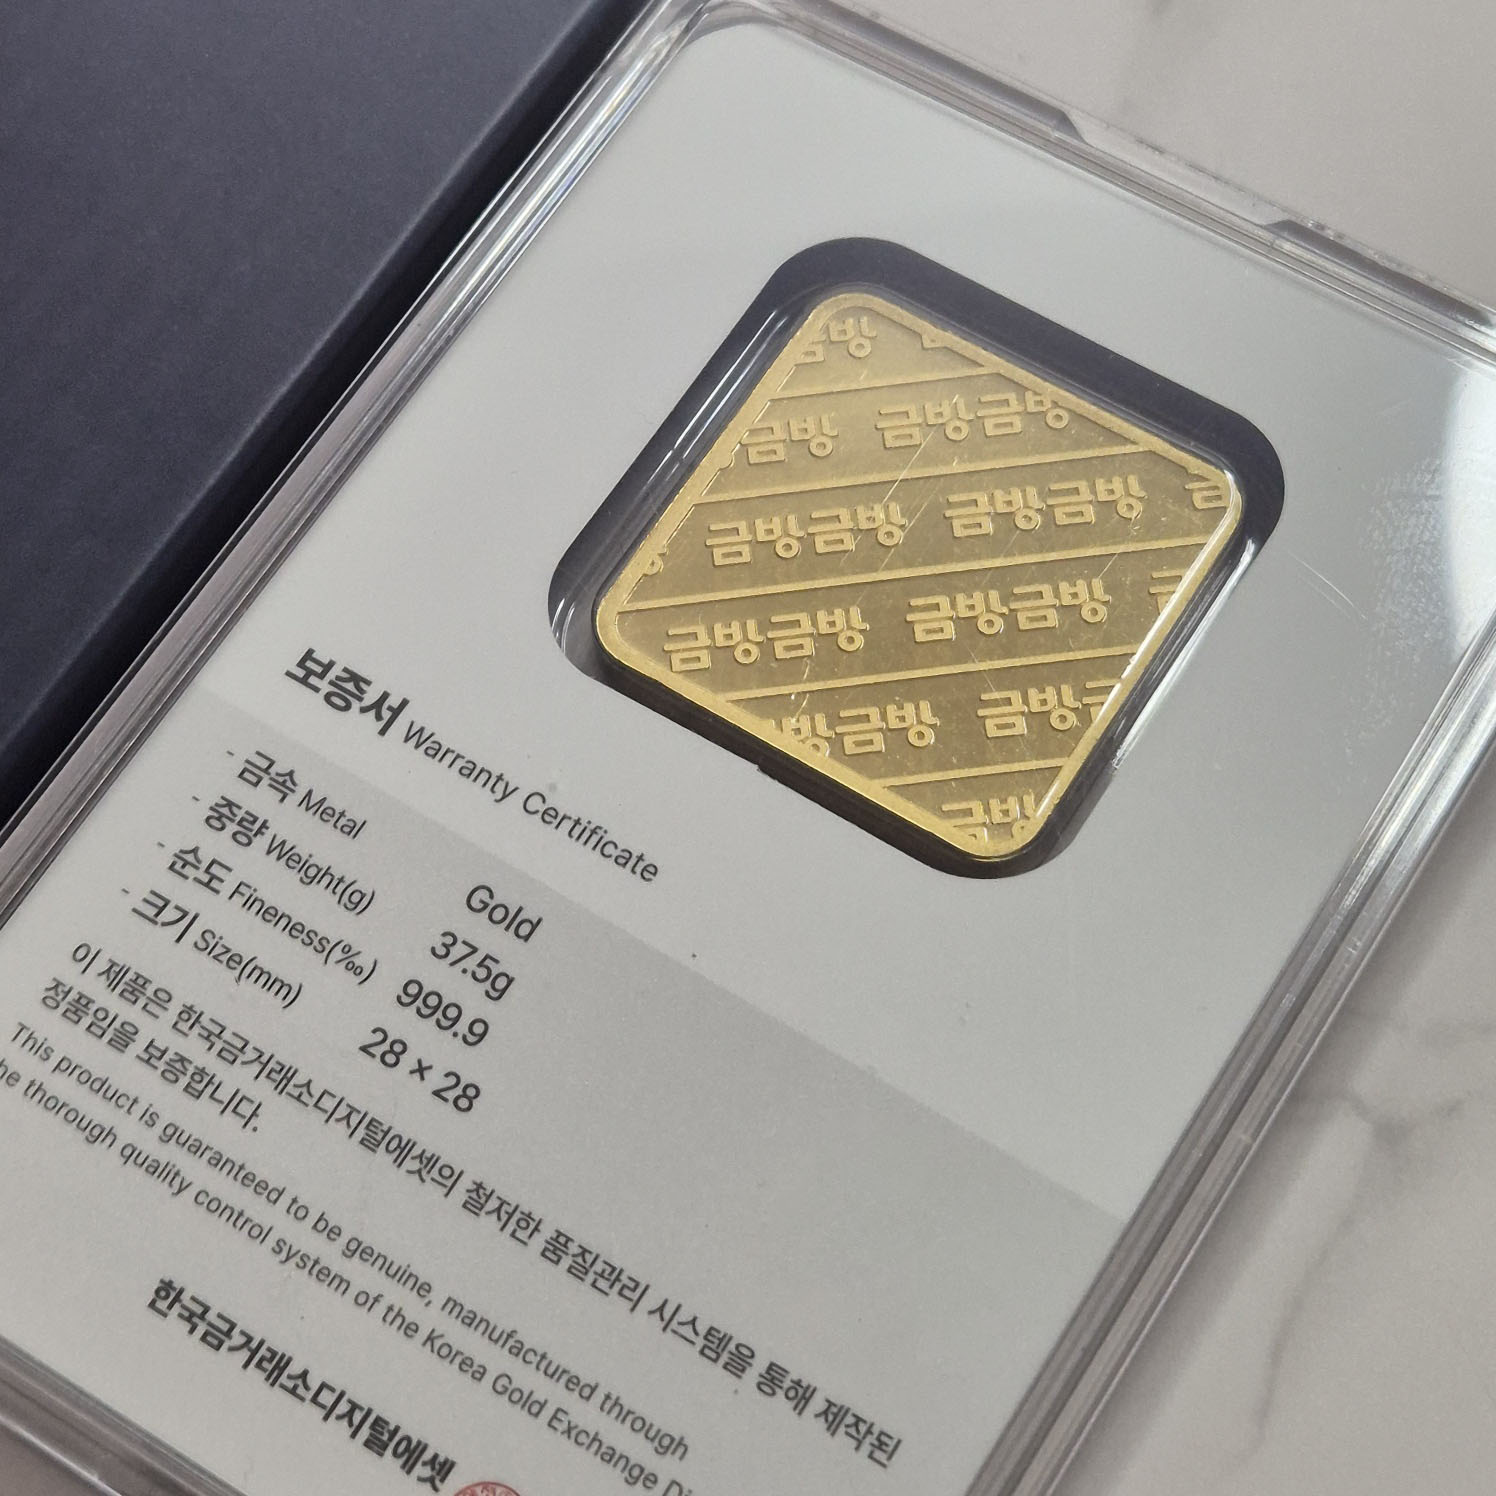 금방
금방 금방금방
금방금방 금방금방 금
금방금방 금방금방
금방금방 금방
금방
보증서 Warranty Certificate
- 금속 Metal Gold
- 중량 Weight(g) 37.5g
- 순도 Fineness(‰) 999.9
- 크기 Size(mm) 28 × 28
이 제품은 한국금거래소디지털에셋의 철저한 품질관리 시스템을 통해 제작된
정품임을 보증합니다.
This product is guaranteed to be genuine, manufactured through
the thorough quality control system of the Korea Gold Exchange
한국금거래소디지털에셋